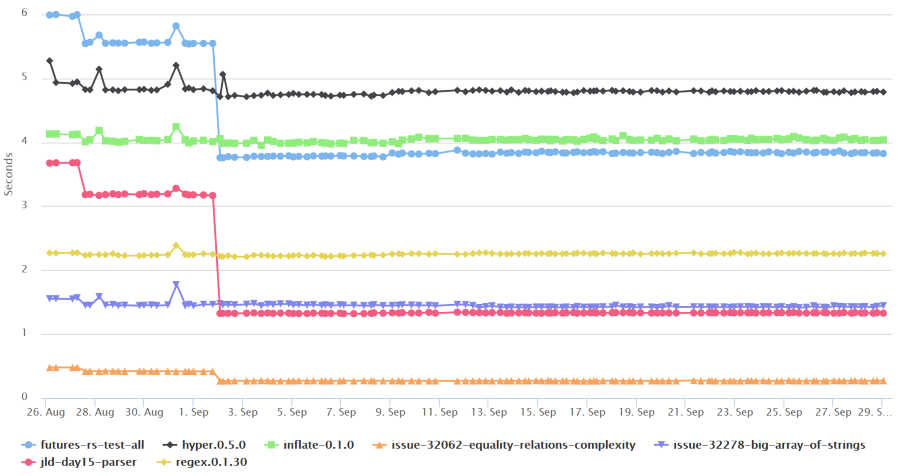 6
5
4
3
2
1
0
Seconds
26. Aug 28. Aug 30. Aug 1. Sep 3. Sep 5. Sep 7. Sep 9. Sep 11. Sep 13. Sep 15. Sep 17. Sep 19. Sep 21. Sep 23. Sep 25. Sep 27. Sep 29. S...
futures-rs-test-all hyper.0.5.0 inflate-0.1.0 issue-32062-equality-relations-complexity issue-32278-big-array-of-strings
jld-day15-parser regex.0.1.30